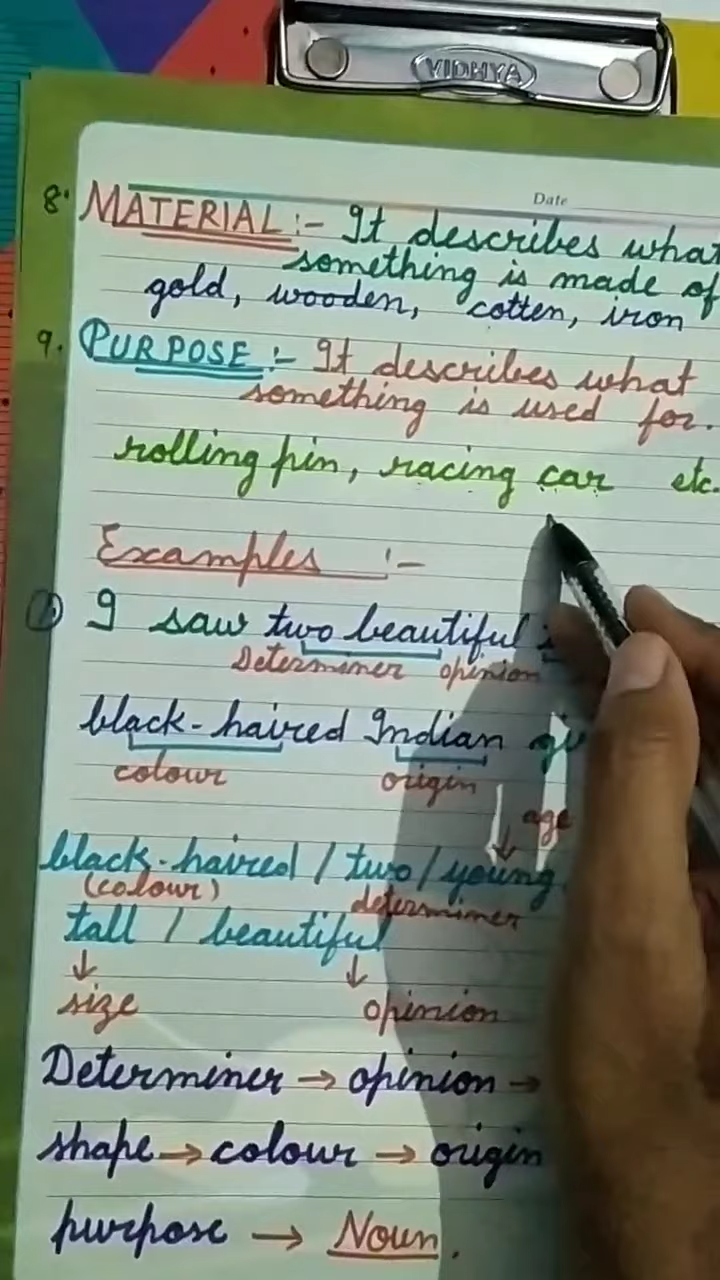 VIDHYA
Date
8. MATERIAL :- It describes what
something is made of
gold, wooden, cotten, iron
9. PURPOSE :- It describes what
something is used for.
rolling pin, racing car etc.
Examples :-
I saw two beautiful
Determiner opinion
black-haired Indian
colour origin
age
black-haired / two / young
(colour) determimer
tall / beautiful
size opinion
Determiner → opinion →
shape → colour → origin
purpose → Noun.